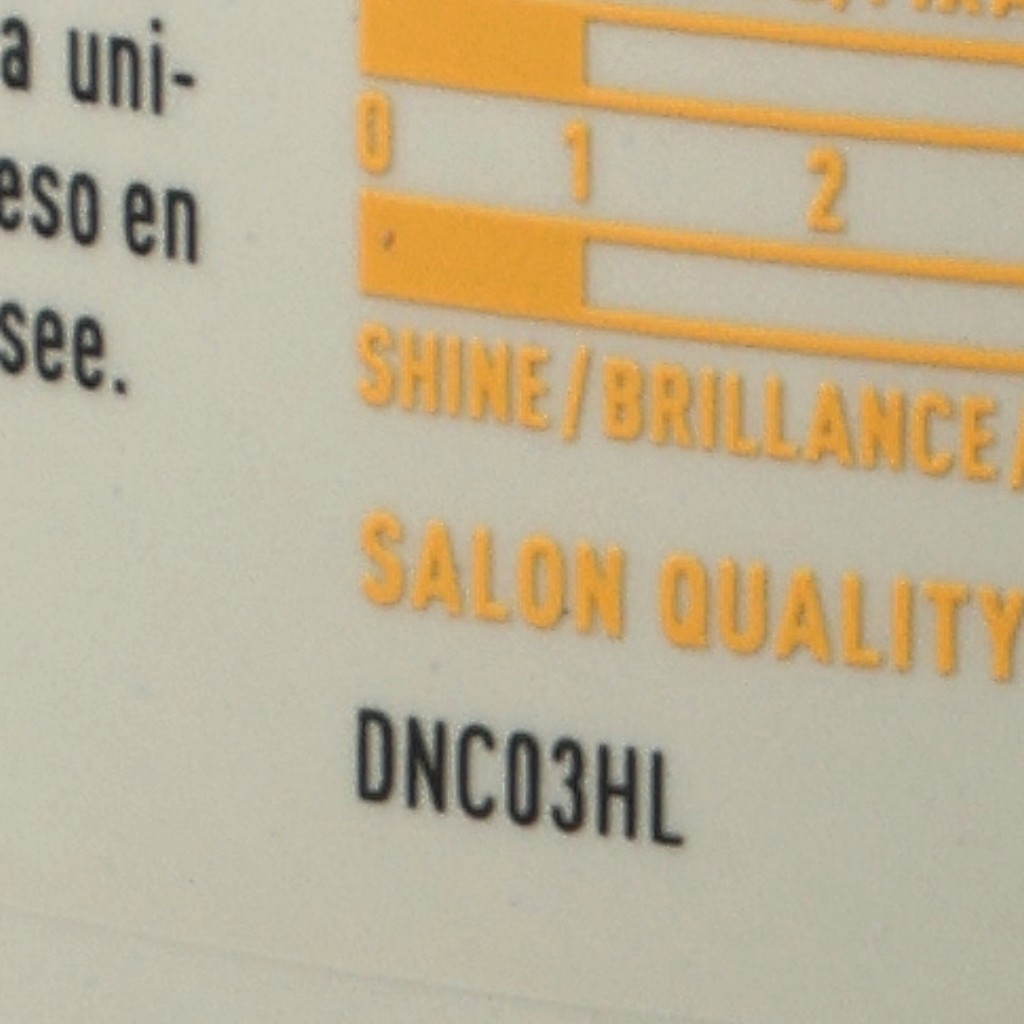 a uni-
eso en
see.
0 1 2
SHINE/BRILLANCE/
SALON QUALITY
DNC03HL